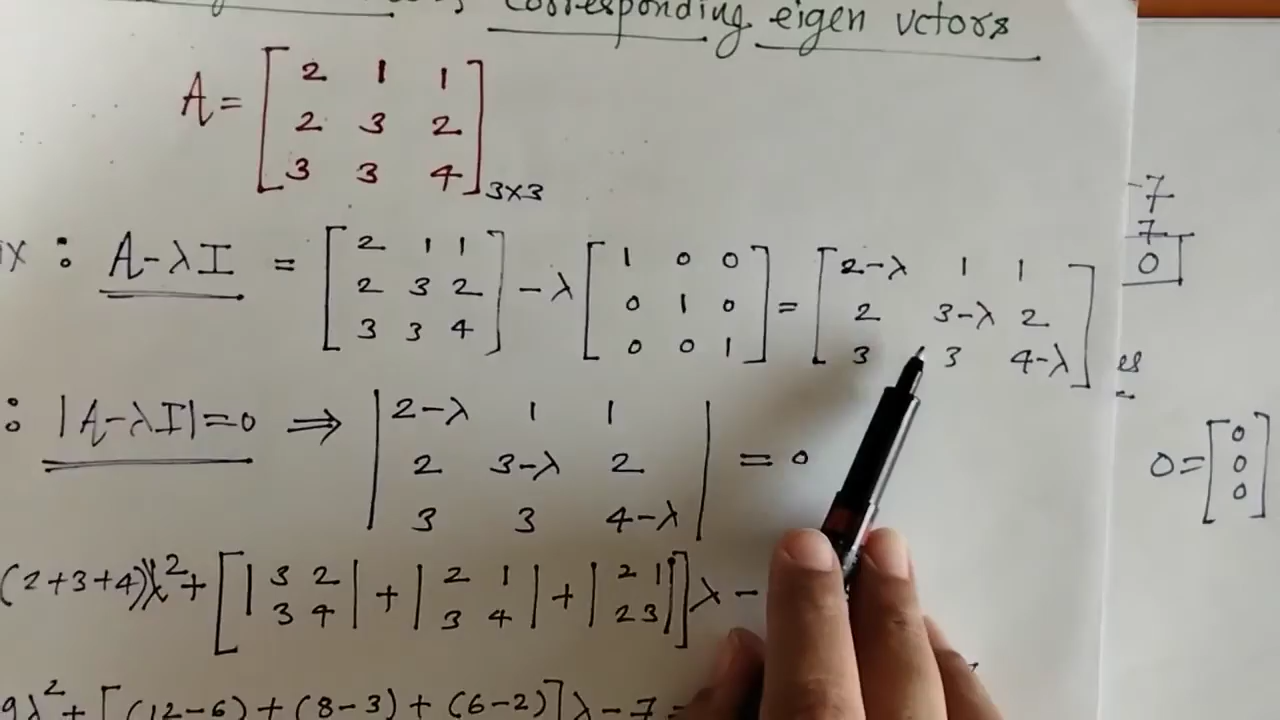 corresponding eigen vctors
A = [ 2 1 1
2 3 2
3 3 4 ] 3×3
ix : A-λI = [ 2 1 1
2 3 2
3 3 4 ] - λ [ 1 0 0
0 1 0
0 0 1 ] = [ 2-λ 1 1
2 3-λ 2
3 3 4-λ ]
: |A-λI|=0 ⇒ | 2-λ 1 1
2 3-λ 2
3 3 4-λ | = 0
(2+3+4)λ² + [ | 3 2
3 4 | + | 2 1
3 4 | + | 2 1
2 3 | ] λ -
9λ² + [(12-6) + (8-3) + (6-2)] λ - 7 =
-7
7
0
es
0 = [ 0
0
0 ]